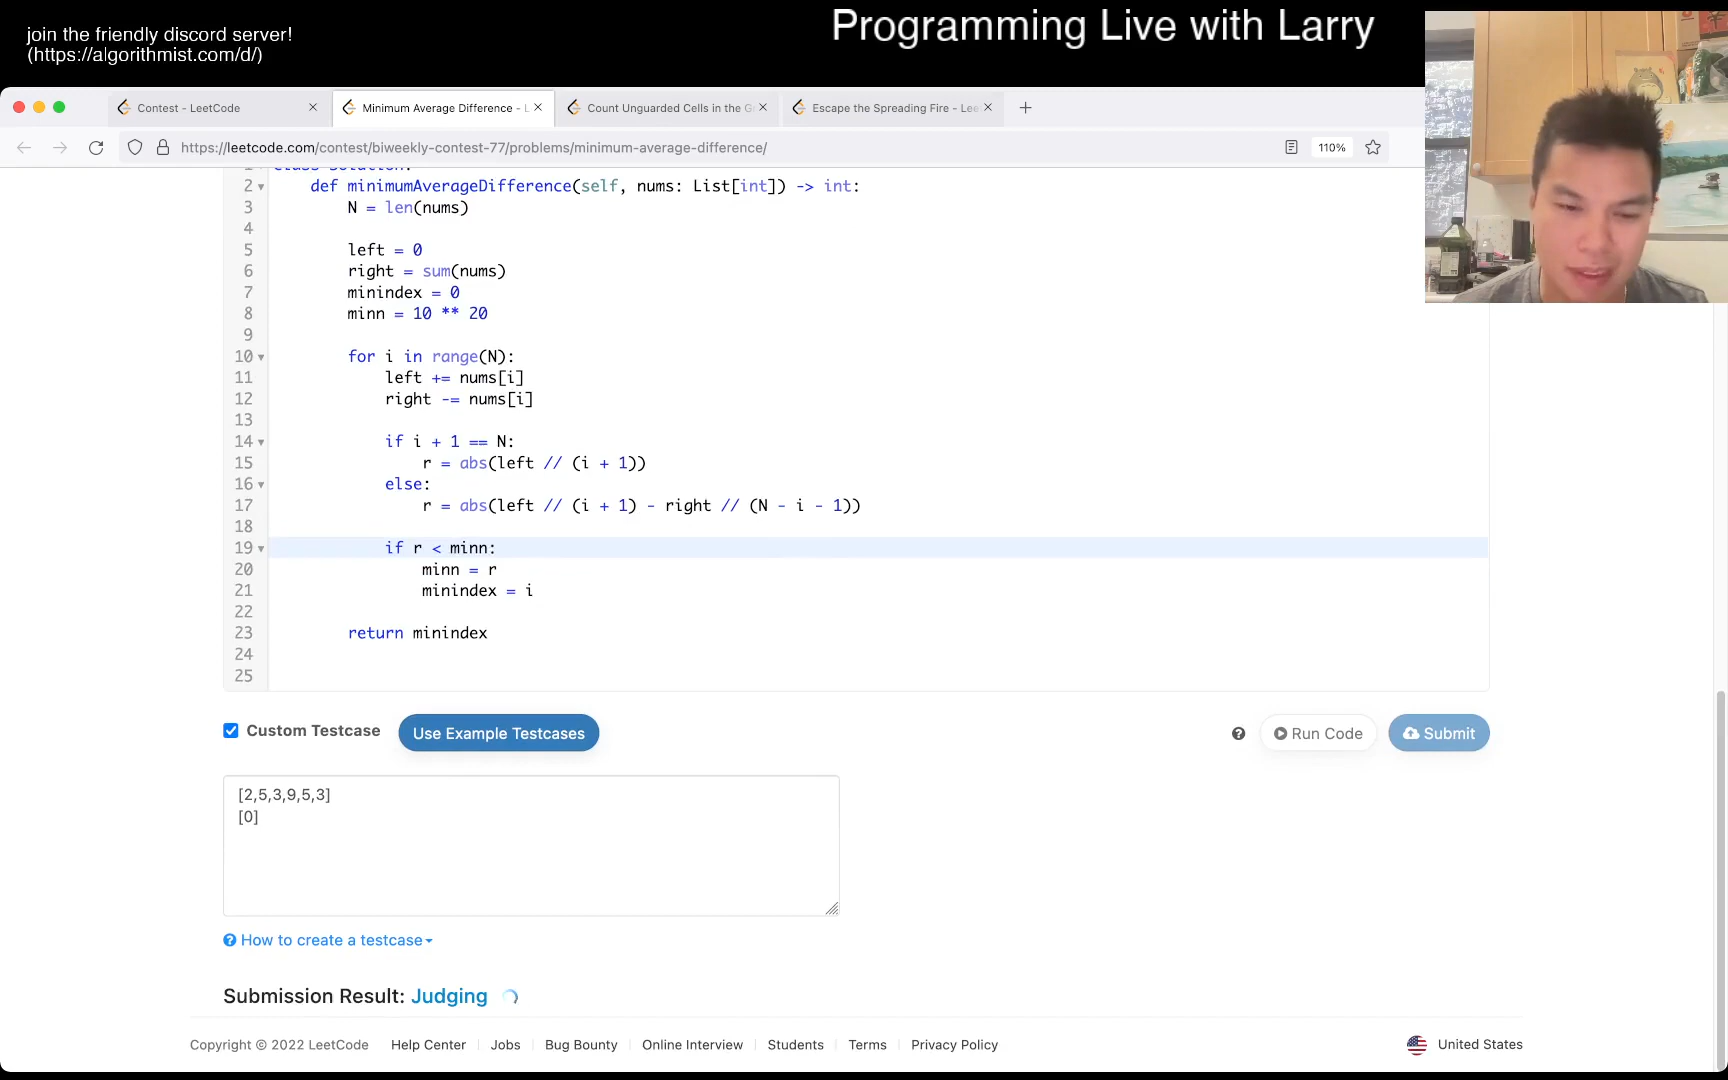 join the friendly discord server!
(https://algorithmist.com/d/)
Programming Live with Larry
Contest - LeetCode
Minimum Average Difference - L
Count Unguarded Cells in the G
Escape the Spreading Fire - Lee
https://leetcode.com/contest/biweekly-contest-77/problems/minimum-average-difference/
110%
1 class Solution:
2 def minimumAverageDifference(self, nums: List[int]) -> int:
3 N = len(nums)
4
5 left = 0
6 right = sum(nums)
7 minindex = 0
8 minn = 10 ** 20
9
10 for i in range(N):
11 left += nums[i]
12 right -= nums[i]
13
14 if i + 1 == N:
15 r = abs(left // (i + 1))
16 else:
17 r = abs(left // (i + 1) - right // (N - i - 1))
18
19 if r < minn:
20 minn = r
21 minindex = i
22
23 return minindex
24
25
Custom Testcase
Use Example Testcases
Run Code
Submit
[2,5,3,9,5,3]
[0]
How to create a testcase
Submission Result: Judging
Copyright © 2022 LeetCode
Help Center
Jobs
Bug Bounty
Online Interview
Students
Terms
Privacy Policy
United States